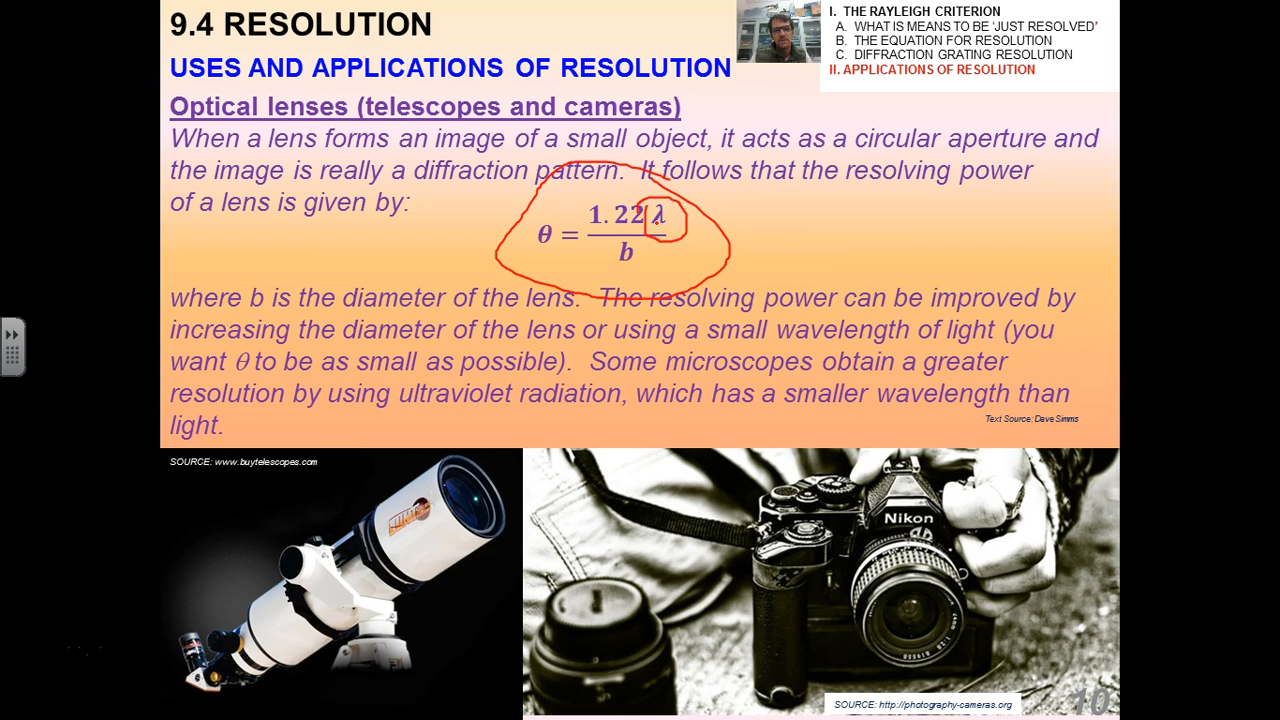 9.4 RESOLUTION
I. THE RAYLEIGH CRITERION
A. WHAT IS MEANS TO BE 'JUST RESOLVED'
B. THE EQUATION FOR RESOLUTION
C. DIFFRACTION GRATING RESOLUTION
II. APPLICATIONS OF RESOLUTION
USES AND APPLICATIONS OF RESOLUTION
Optical lenses (telescopes and cameras)
When a lens forms an image of a small object, it acts as a circular aperture and
the image is really a diffraction pattern. It follows that the resolving power
of a lens is given by:
θ = 1.22 λ / b
where b is the diameter of the lens. The resolving power can be improved by
increasing the diameter of the lens or using a small wavelength of light (you
want θ to be as small as possible). Some microscopes obtain a greater
resolution by using ultraviolet radiation, which has a smaller wavelength than
light.
Text Source: Dave Simms
SOURCE: www.buytelescopes.com
Nikon
SOURCE: http://photography-cameras.org
10